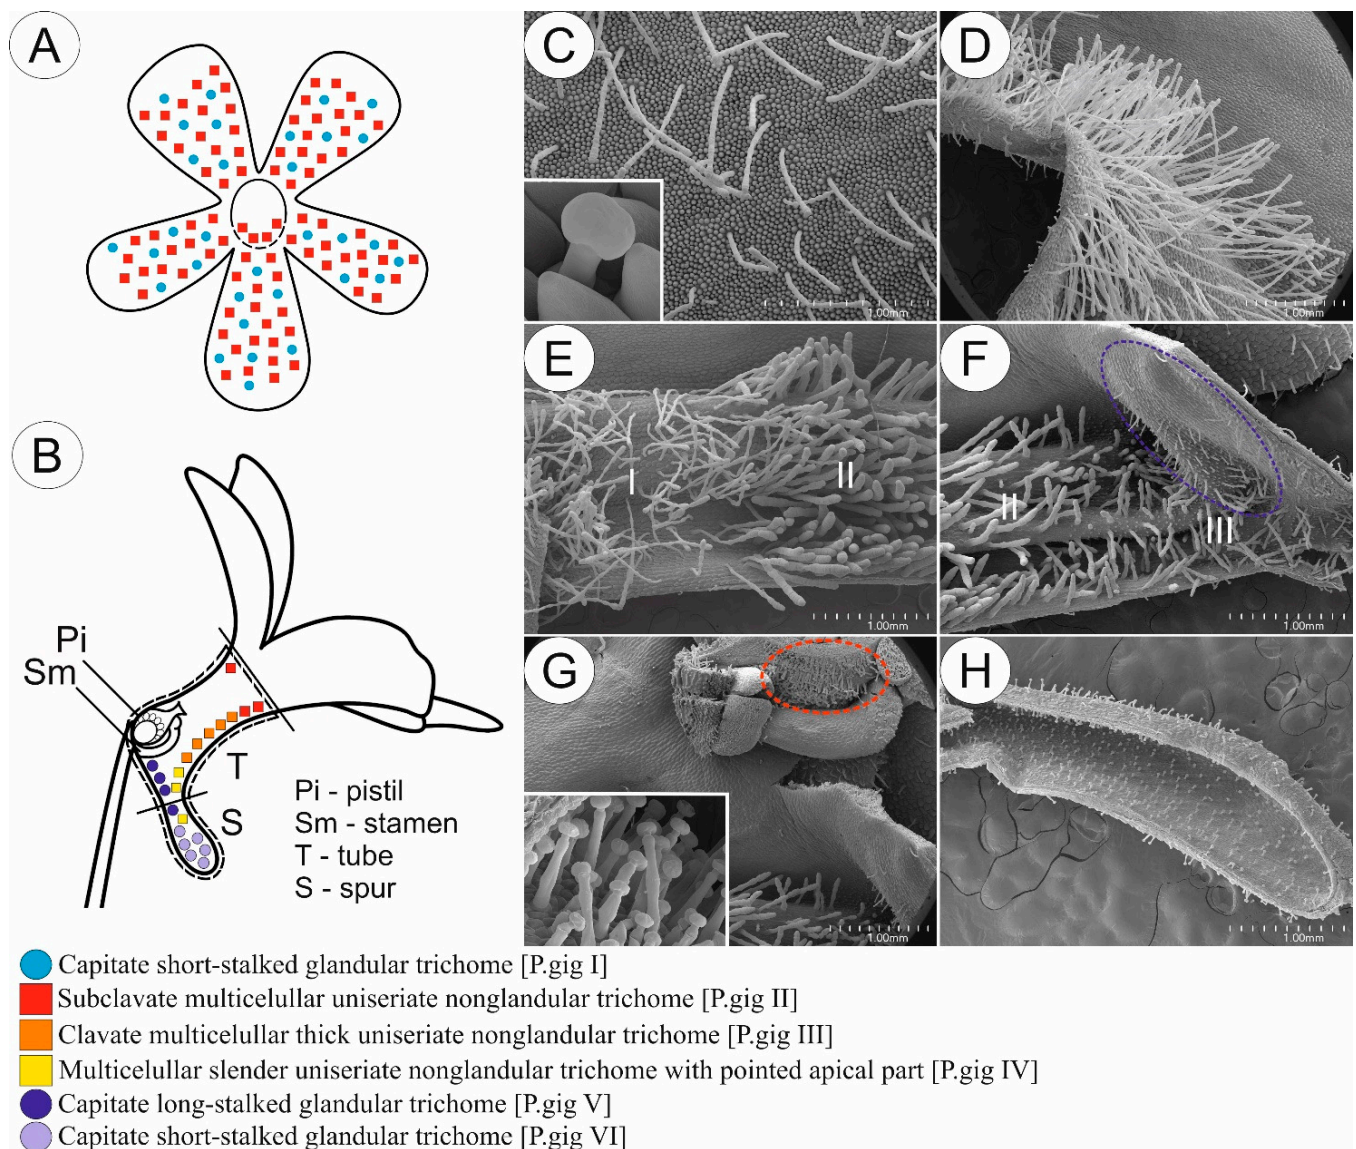 A
B
Pi
Sm
T
S
Pi - pistil
Sm - stamen
T - tube
S - spur
C
1.00mm
D
1.00mm
E
I
II
1.00mm
F
II
III
1.00mm
G
1.00mm
H
1.00mm
Capitate short-stalked glandular trichome [P.gig I]
Subclavate multicelullar uniseriate nonglandular trichome [P.gig II]
Clavate multicelullar thick uniseriate nonglandular trichome [P.gig III]
Multicelullar slender uniseriate nonglandular trichome with pointed apical part [P.gig IV]
Capitate long-stalked glandular trichome [P.gig V]
Capitate short-stalked glandular trichome [P.gig VI]